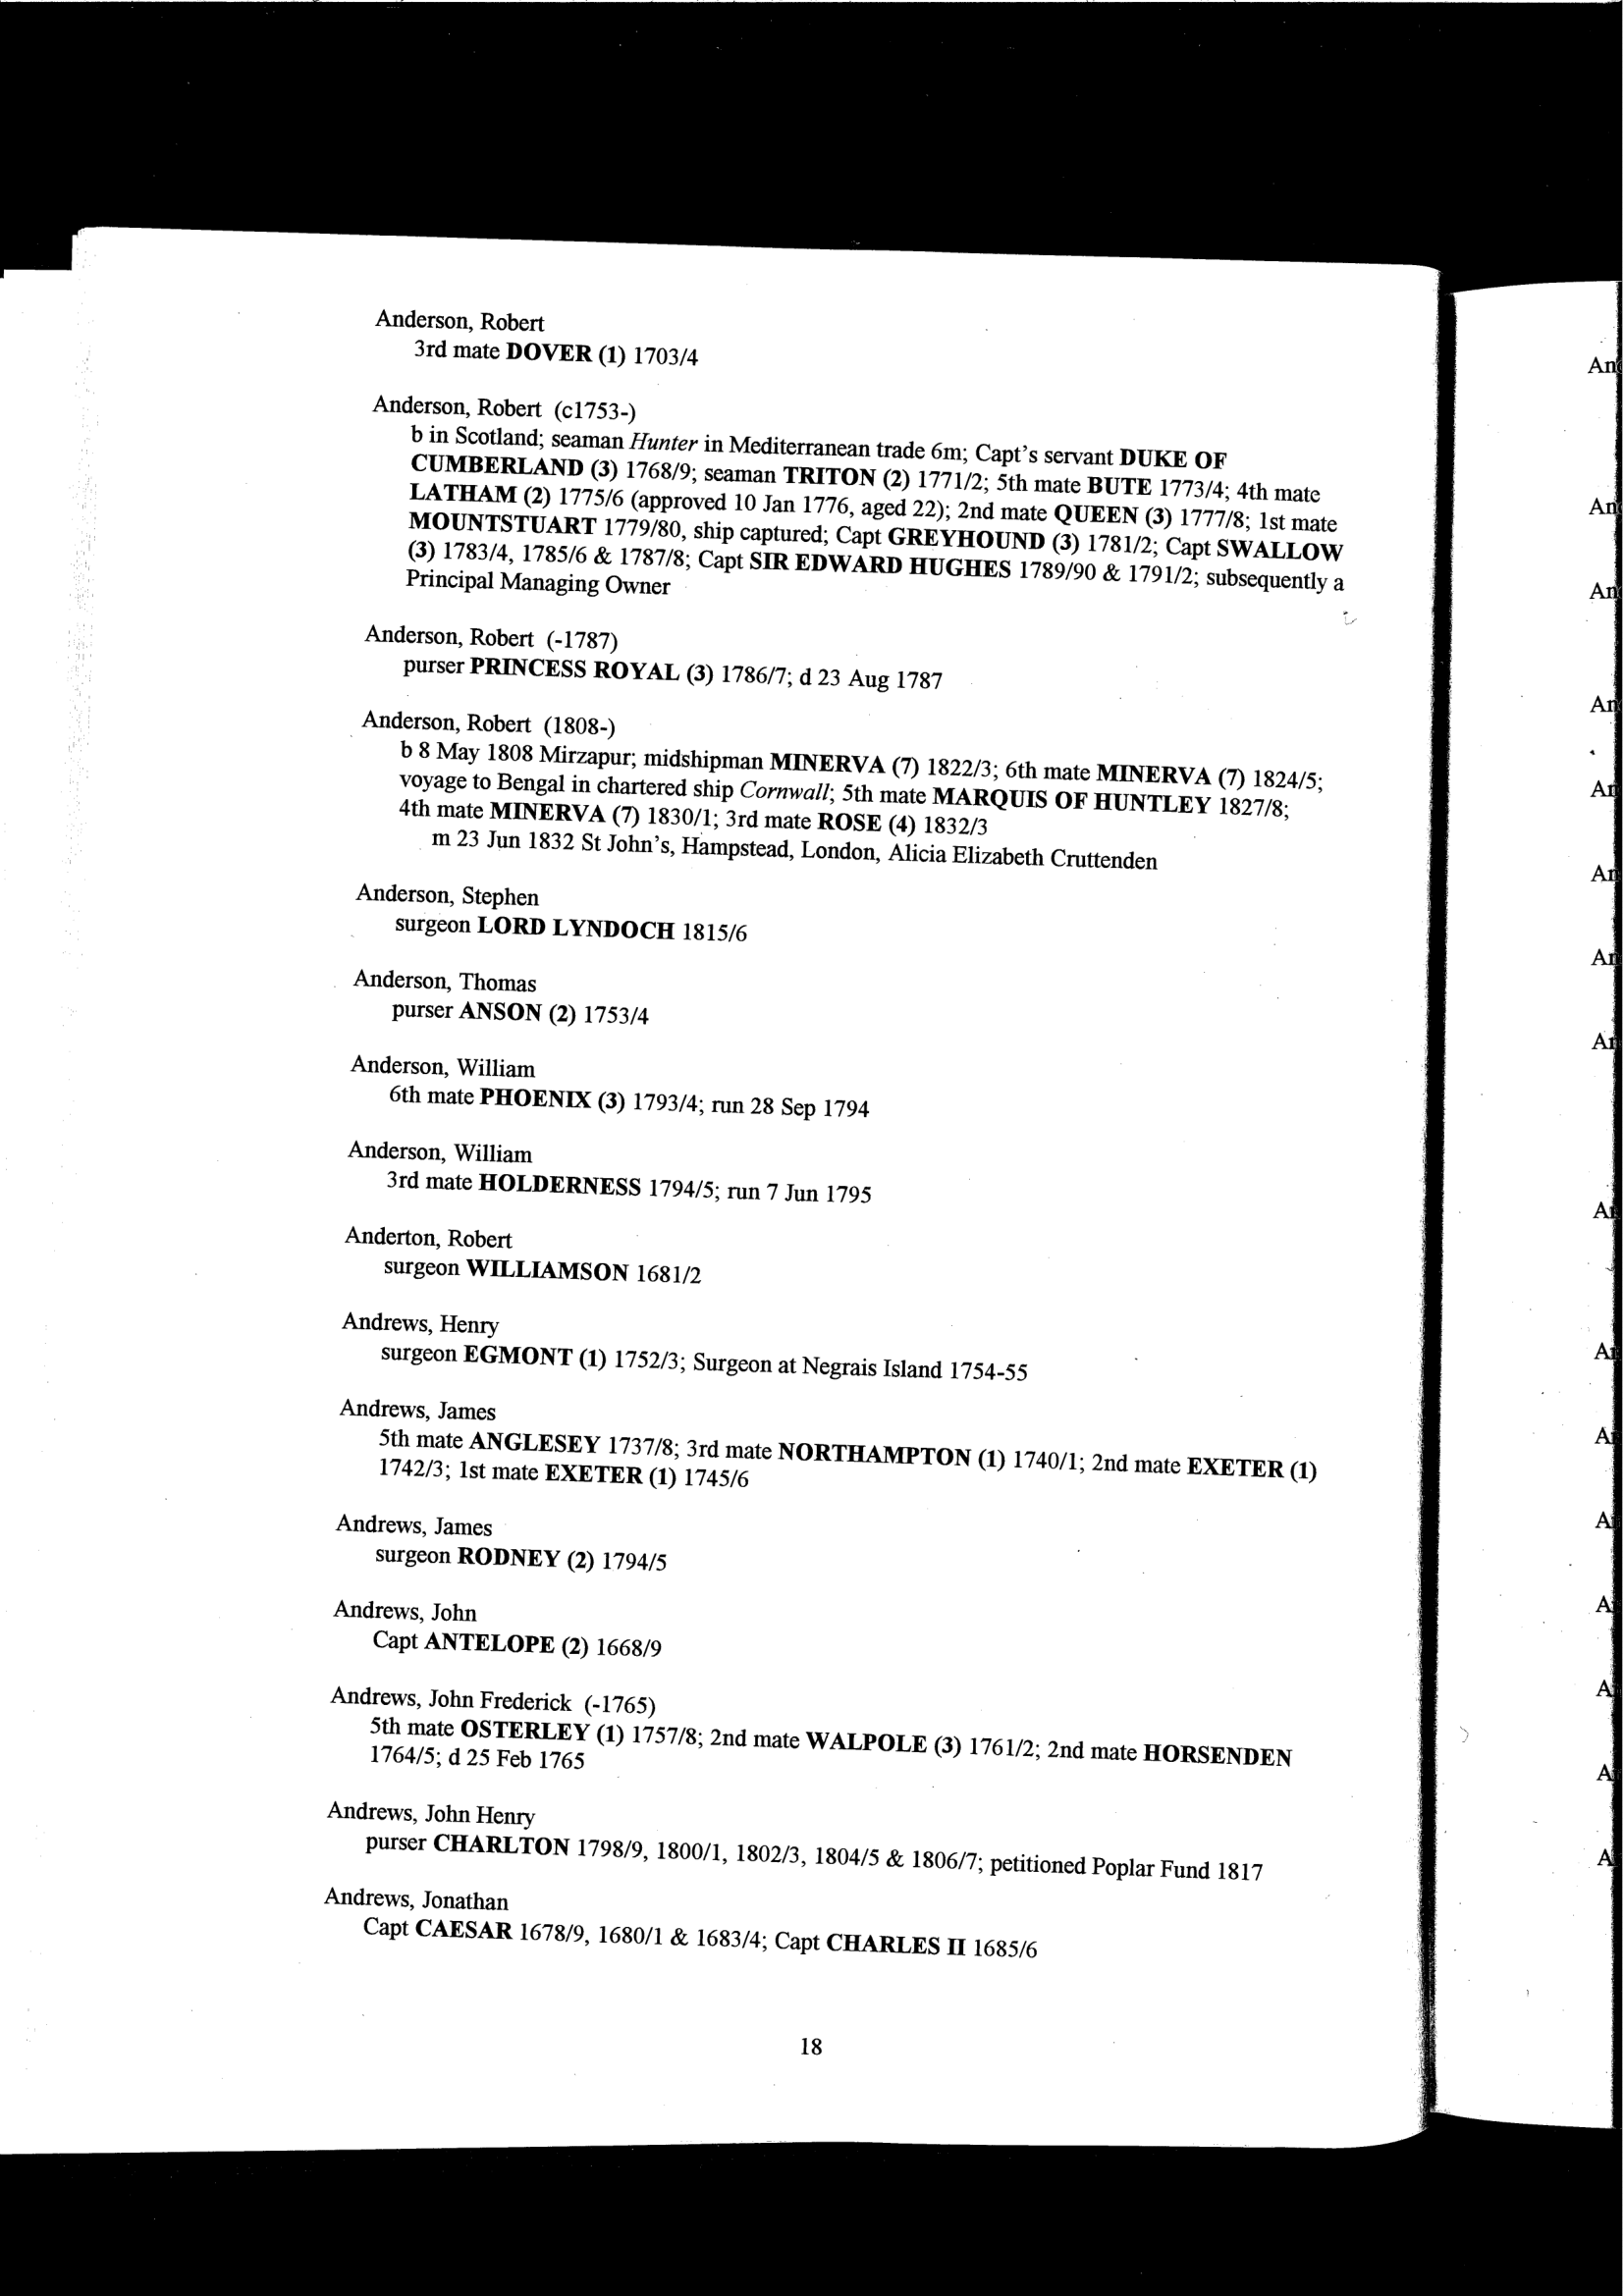 Anderson, Robert
3rd mate DOVER (1) 1703/4
Anderson, Robert (c1753-)
b in Scotland; seaman Hunter in Mediterranean trade 6m; Capt's servant DUKE OF
CUMBERLAND (3) 1768/9; seaman TRITON (2) 1771/2; 5th mate BUTE 1773/4; 4th mate
LATHAM (2) 1775/6 (approved 10 Jan 1776, aged 22); 2nd mate QUEEN (3) 1777/8; 1st mate
MOUNTSTUART 1779/80, ship captured; Capt GREYHOUND (3) 1781/2; Capt SWALLOW
(3) 1783/4, 1785/6 & 1787/8; Capt SIR EDWARD HUGHES 1789/90 & 1791/2; subsequently a
Principal Managing Owner
Anderson, Robert (-1787)
purser PRINCESS ROYAL (3) 1786/7; d 23 Aug 1787
Anderson, Robert (1808-)
b 8 May 1808 Mirzapur; midshipman MINERVA (7) 1822/3; 6th mate MINERVA (7) 1824/5;
voyage to Bengal in chartered ship Cornwall; 5th mate MARQUIS OF HUNTLEY 1827/8;
4th mate MINERVA (7) 1830/1; 3rd mate ROSE (4) 1832/3
m 23 Jun 1832 St John's, Hampstead, London, Alicia Elizabeth Cruttenden
Anderson, Stephen
surgeon LORD LYNDOCH 1815/6
Anderson, Thomas
purser ANSON (2) 1753/4
Anderson, William
6th mate PHOENIX (3) 1793/4; run 28 Sep 1794
Anderson, William
3rd mate HOLDERNESS 1794/5; run 7 Jun 1795
Anderton, Robert
surgeon WILLIAMSON 1681/2
Andrews, Henry
surgeon EGMONT (1) 1752/3; Surgeon at Negrais Island 1754-55
Andrews, James
5th mate ANGLESEY 1737/8; 3rd mate NORTHAMPTON (1) 1740/1; 2nd mate EXETER (1)
1742/3; 1st mate EXETER (1) 1745/6
Andrews, James
surgeon RODNEY (2) 1794/5
Andrews, John
Capt ANTELOPE (2) 1668/9
Andrews, John Frederick (-1765)
5th mate OSTERLEY (1) 1757/8; 2nd mate WALPOLE (3) 1761/2; 2nd mate HORSENDEN
1764/5; d 25 Feb 1765
Andrews, John Henry
purser CHARLTON 1798/9, 1800/1, 1802/3, 1804/5 & 1806/7; petitioned Poplar Fund 1817
Andrews, Jonathan
Capt CAESAR 1678/9, 1680/1 & 1683/4; Capt CHARLES II 1685/6
18